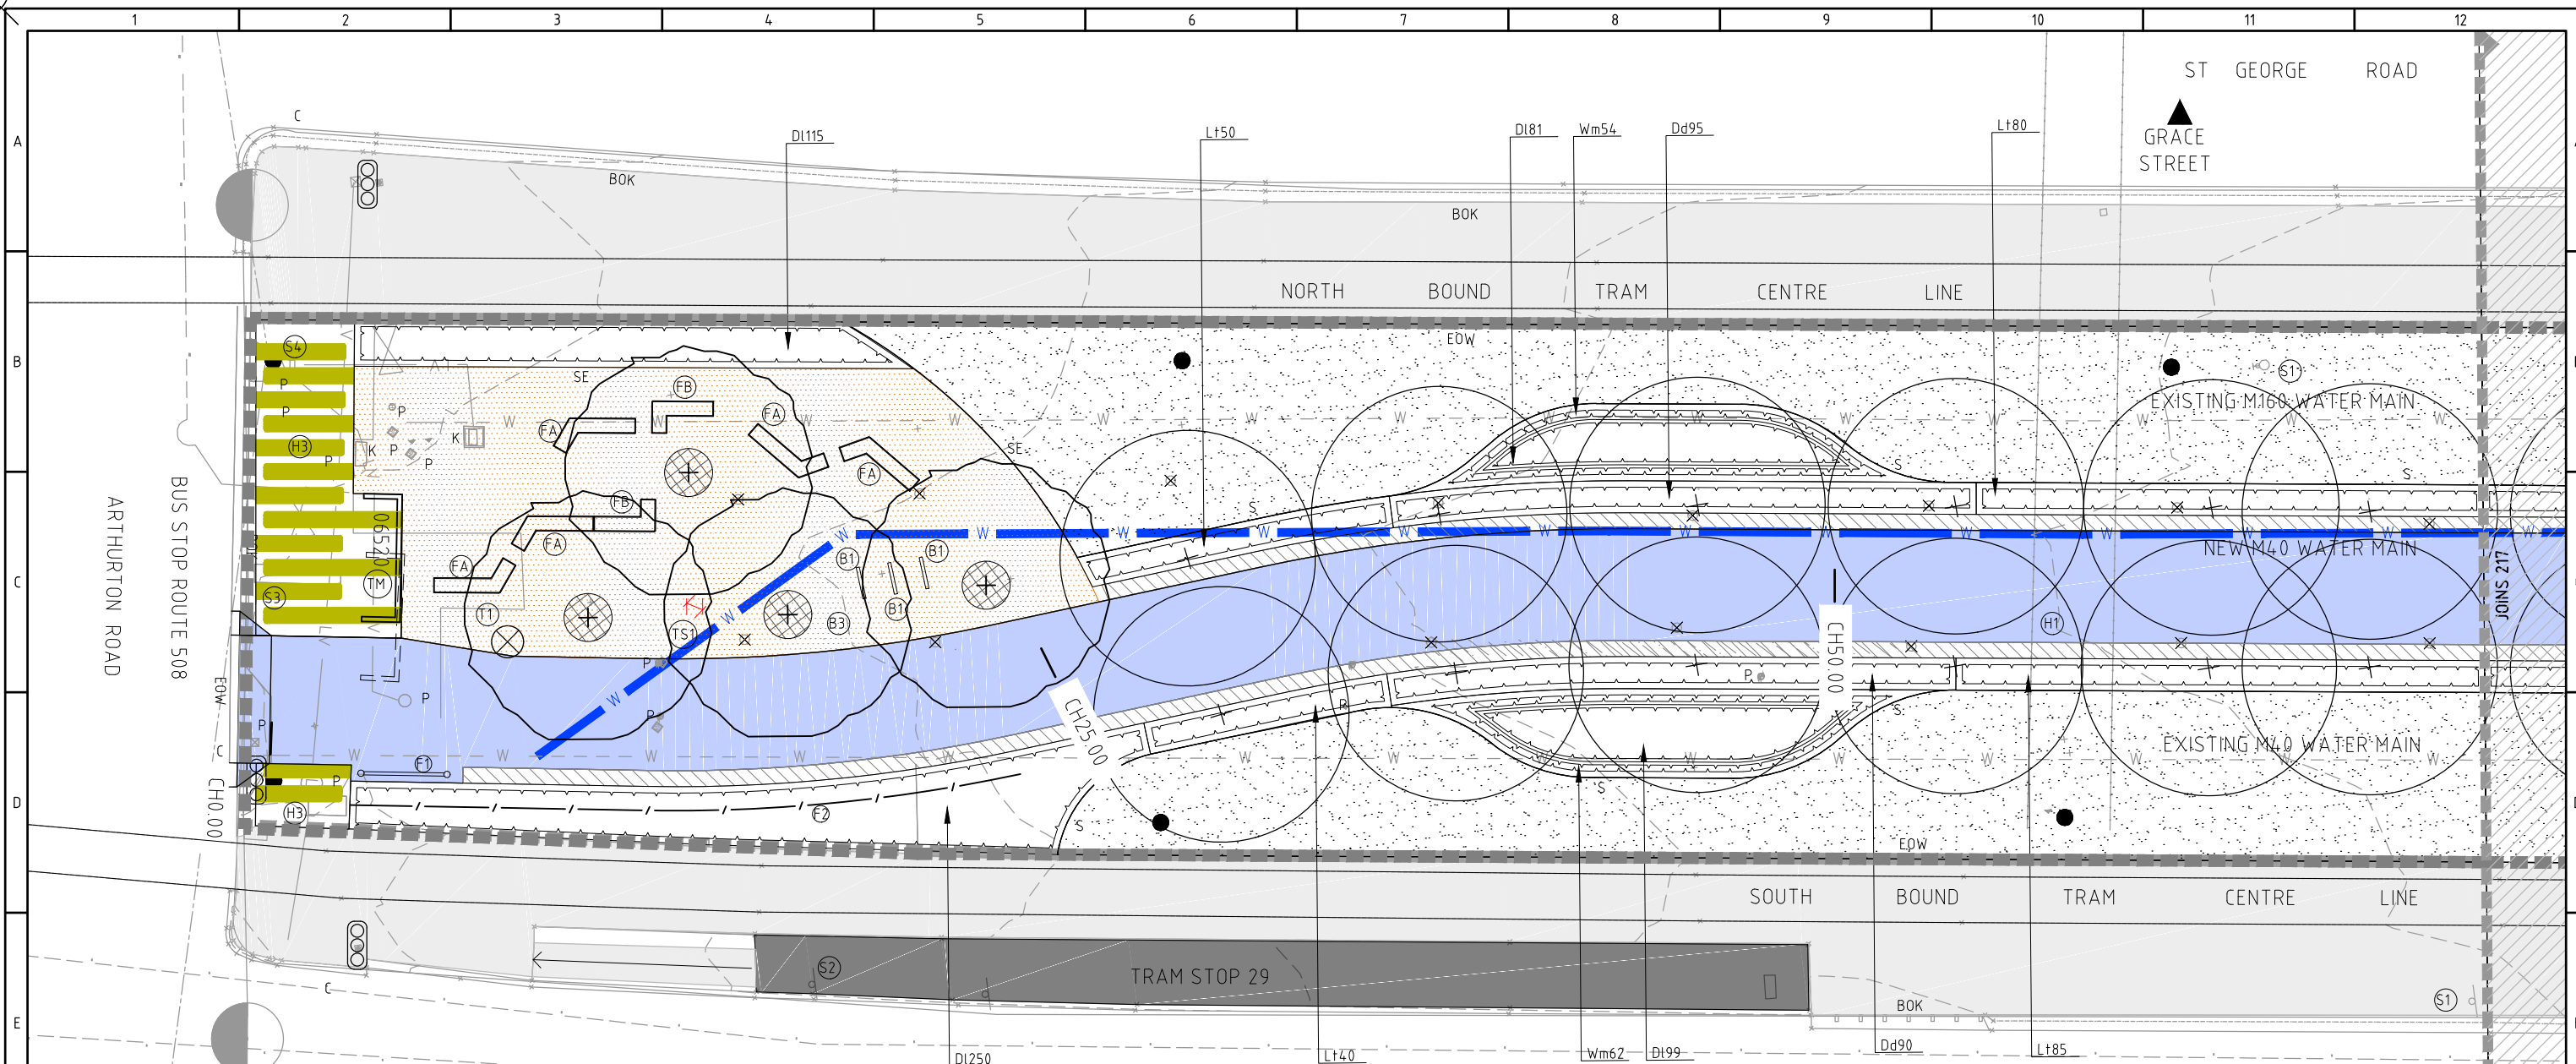 1 2 3 4 5 6 7 8 9 10 11 12
ST GEORGE ROAD
GRACE
STREET
A
C
Dl115
Lt50
Dl81
Wm54
Dd95
Lt80
BOK
BOK
NORTH BOUND TRAM CENTRE LINE
B
S4
P
P
H3
P
SE
FB
FA
FA
FA
SE
EOW
S1
EXISTING M160 WATER MAIN
W W W W W W W W W W W W W W
K
K
P
P
P
S
S
S
FB
FA
FA
C
06520
TM
S3
T1
TS1
B1
B1
B1
B3
W W W W W W W W W W W W W W
NEW M40 WATER MAIN
JOINS 217
H1
ARTHURTON ROAD
BUS STOP ROUTE 508
EOW
C
CH0.00
CH25.00
CH50.00
P
P
P
P
P
P
S
S
S
EXISTING M40 WATER MAIN
W W W W W W W W W W W W W W
F1
P
H3
F2
D
EOW
SOUTH BOUND TRAM CENTRE LINE
S2
TRAM STOP 29
BOK
S1
C
E
Dl250
Lt40
Wm62
Dl99
Dd90
Lt85